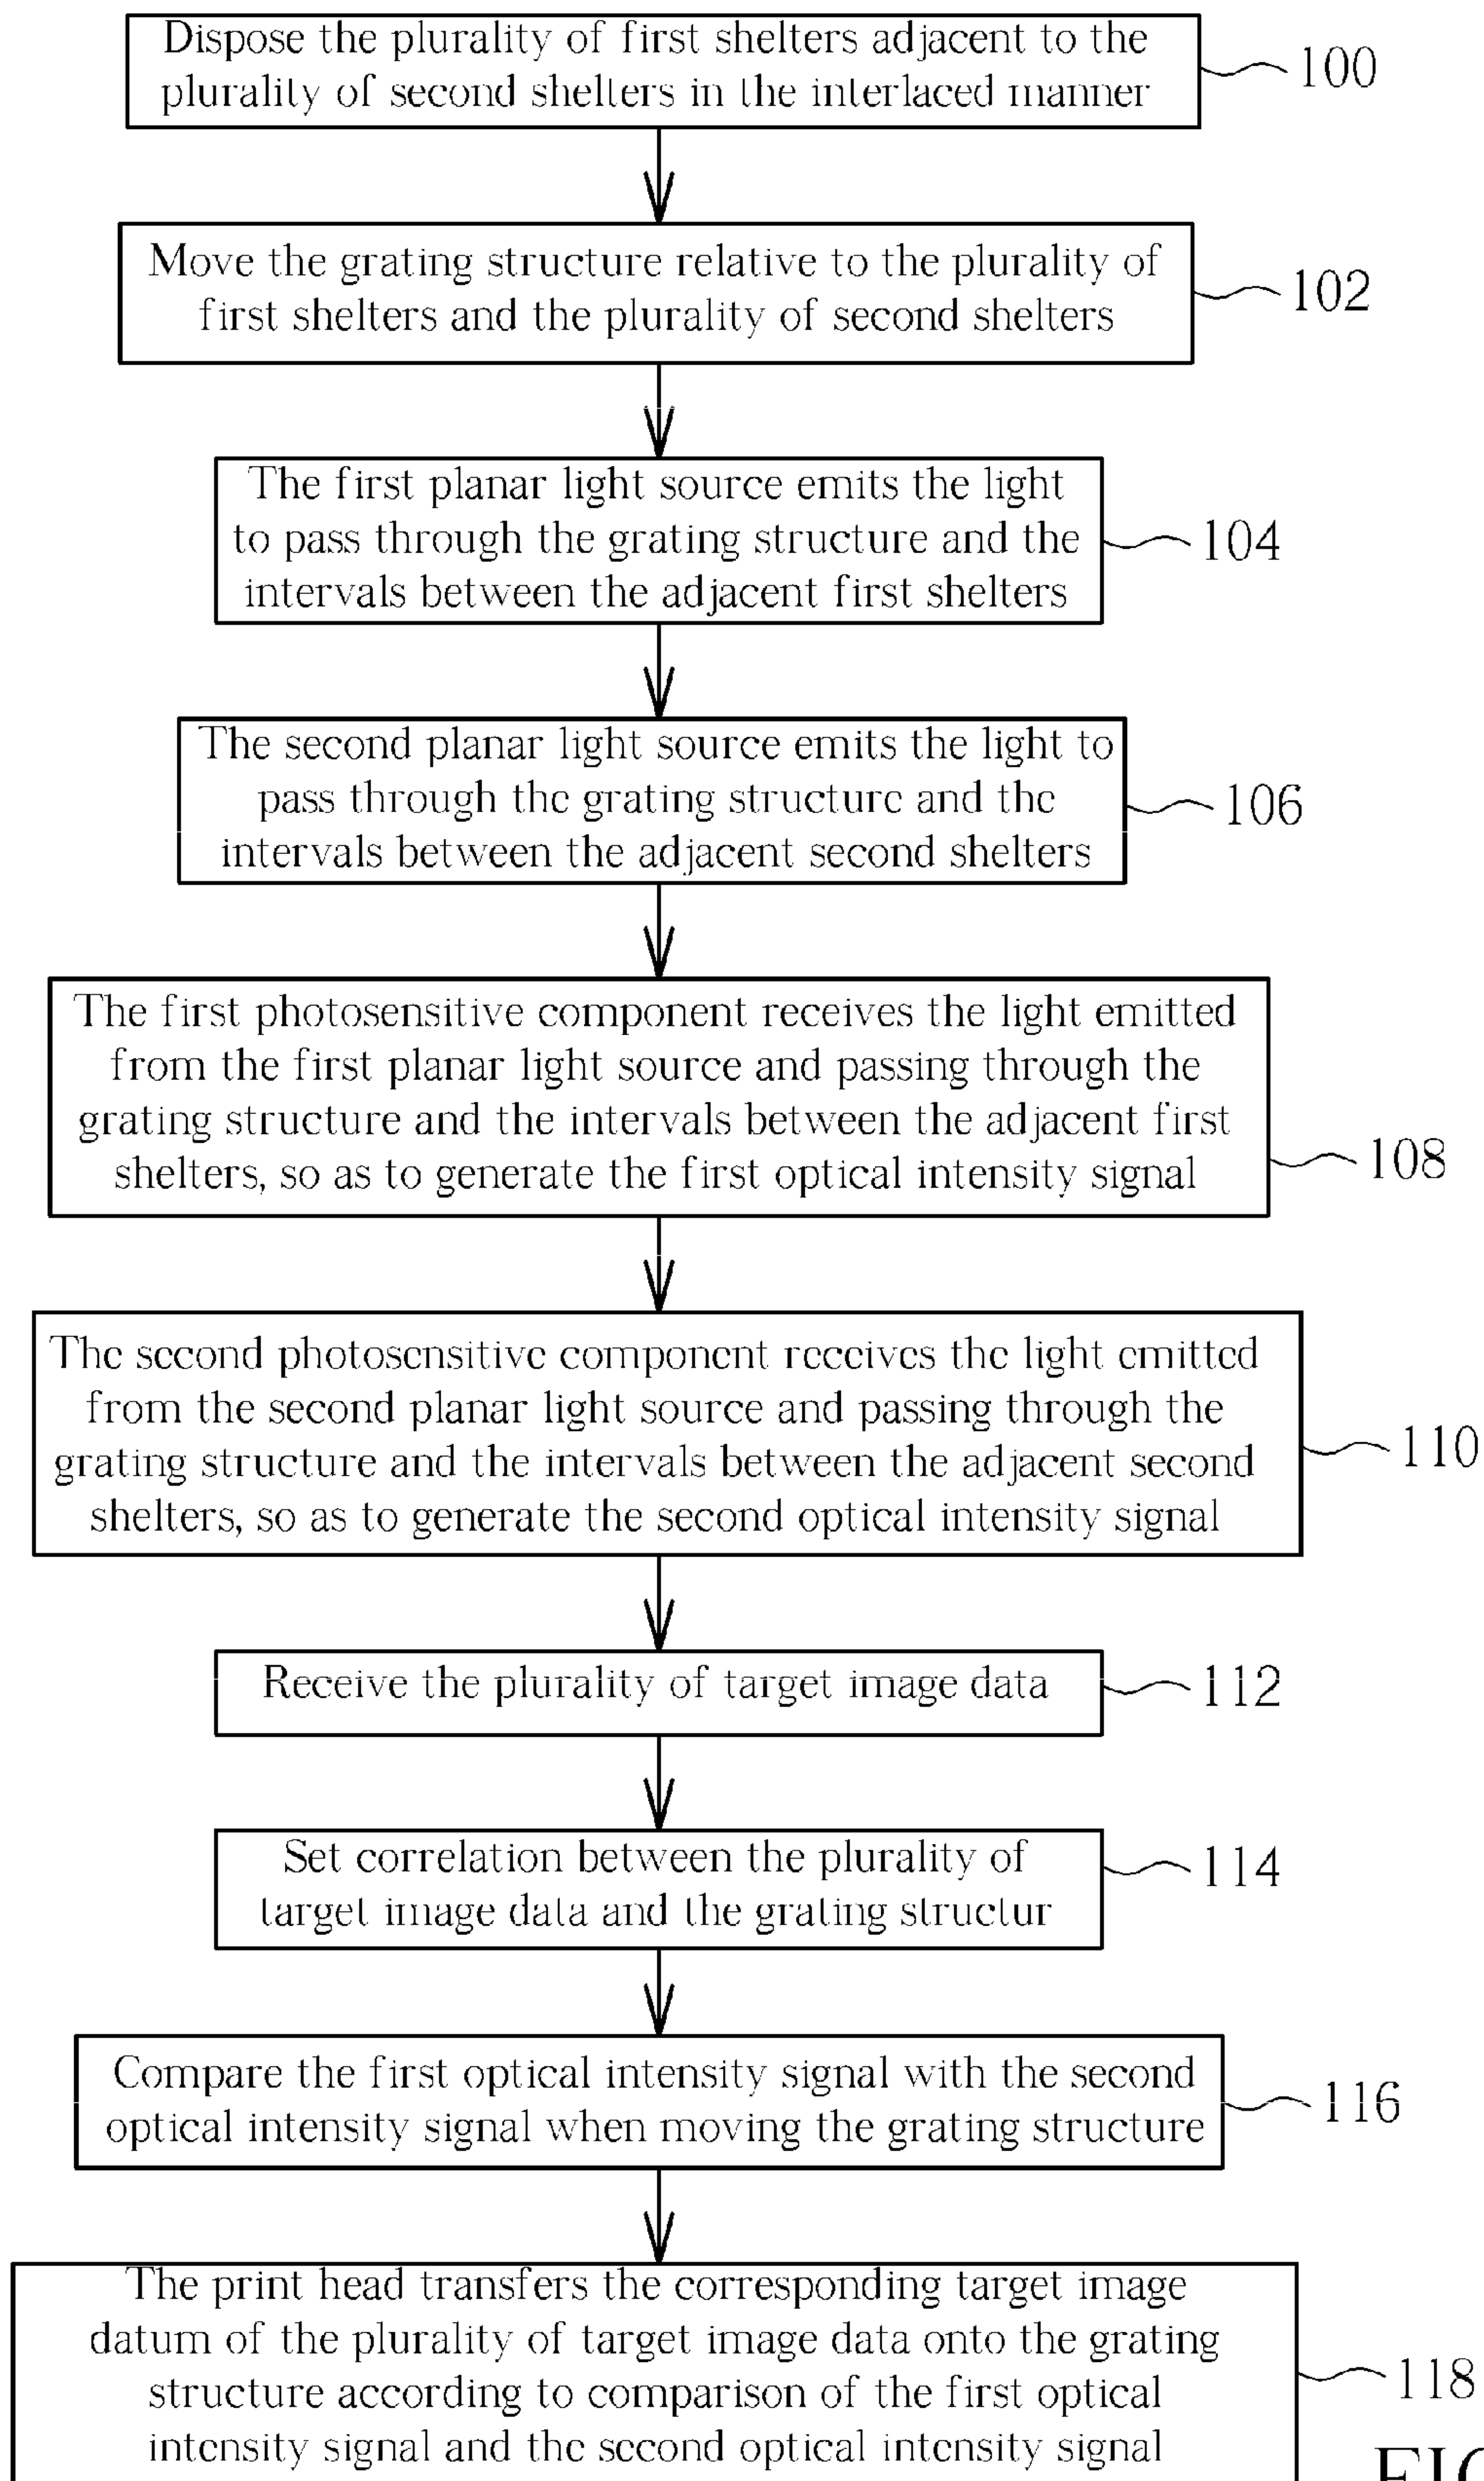 Dispose the plurality of first shelters adjacent to the
plurality of second shelters in the interlaced manner
100
Move the grating structure relative to the plurality of
first shelters and the plurality of second shelters
102
The first planar light source emits the light
to pass through the grating structure and the
intervals between the adjacent first shelters
104
The second planar light source emits the light to
pass through the grating structure and the
intervals between the adjacent second shelters
106
The first photosensitive component receives the light emitted
from the first planar light source and passing through the
grating structure and the intervals between the adjacent first
shelters, so as to generate the first optical intensity signal
108
The second photosensitive component receives the light emitted
from the second planar light source and passing through the
grating structure and the intervals between the adjacent second
shelters, so as to generate the second optical intensity signal
110
Receive the plurality of target image data
112
Set correlation between the plurality of
target image data and the grating structur
114
Compare the first optical intensity signal with the second
optical intensity signal when moving the grating structure
116
The print head transfers the corresponding target image
datum of the plurality of target image data onto the grating
structure according to comparison of the first optical
intensity signal and the second optical intensity signal
118